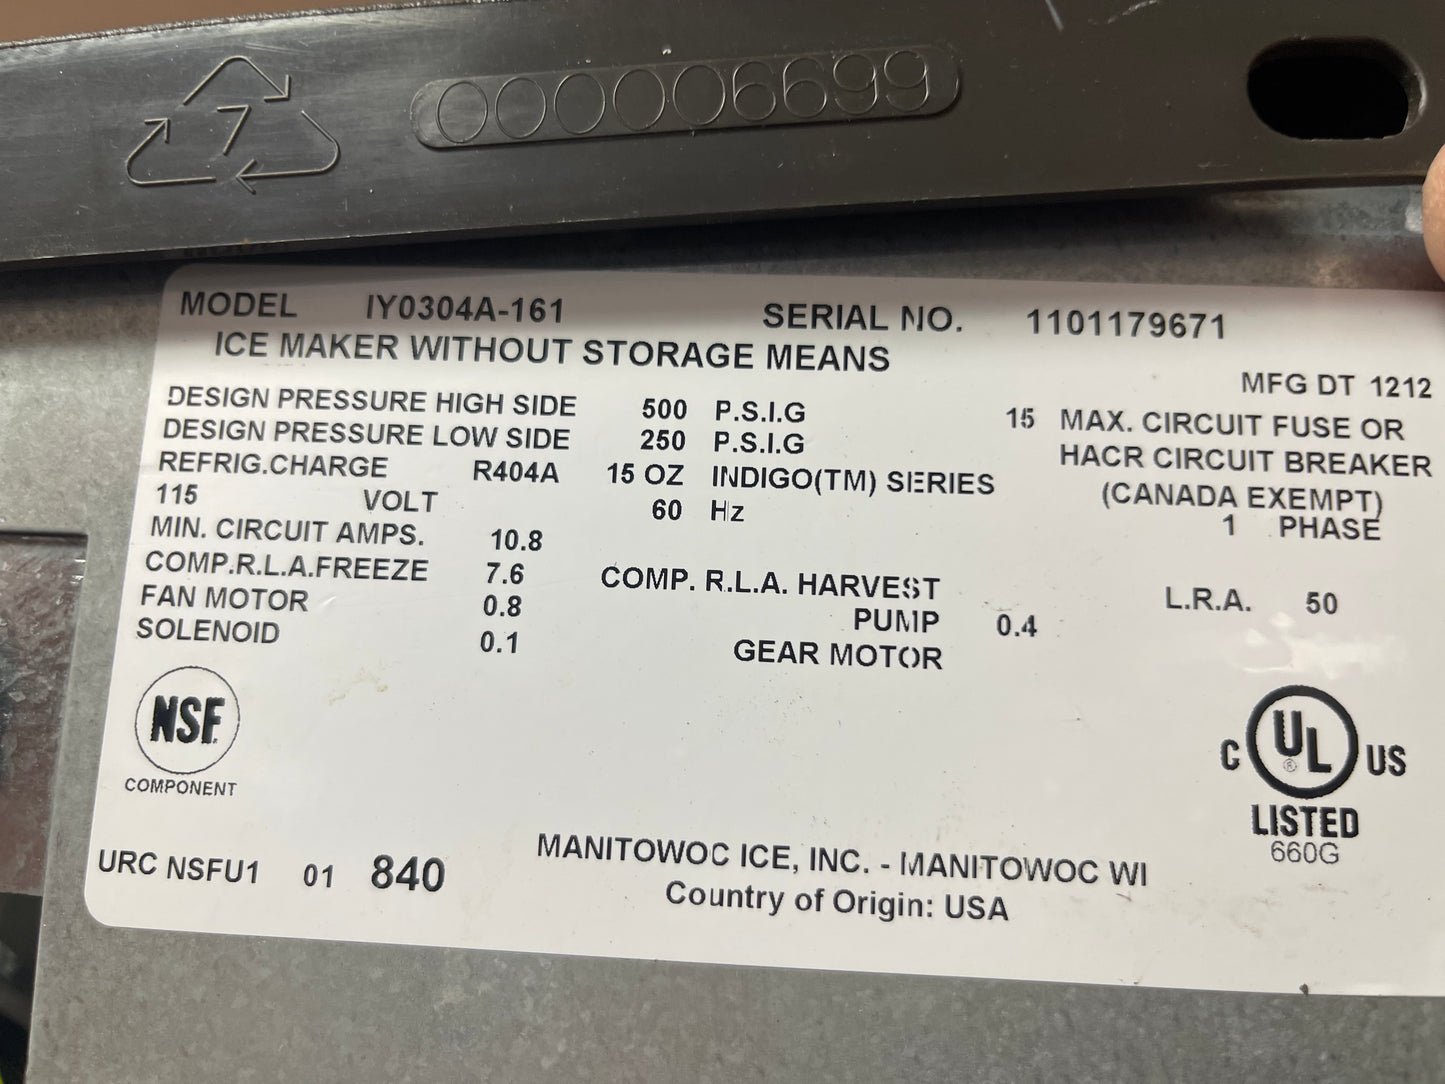 7
000006699
MODEL IY0304A-161 SERIAL NO. 1101179671
ICE MAKER WITHOUT STORAGE MEANS
MFG DT 1212
DESIGN PRESSURE HIGH SIDE 500 P.S.I.G 15 MAX. CIRCUIT FUSE OR
DESIGN PRESSURE LOW SIDE 250 P.S.I.G HACR CIRCUIT BREAKER
REFRIG.CHARGE R404A 15 OZ INDIGO(TM) SERIES (CANADA EXEMPT)
115 VOLT 60 Hz 1 PHASE
MIN. CIRCUIT AMPS. 10.8
COMP.R.L.A.FREEZE 7.6 COMP. R.L.A. HARVEST L.R.A. 50
FAN MOTOR 0.8 PUMP 0.4
SOLENOID 0.1 GEAR MOTOR
NSF
COMPONENT
C UL ® US
LISTED
660G
URC NSFU1 01 840
MANITOWOC ICE, INC. - MANITOWOC WI
Country of Origin: USA